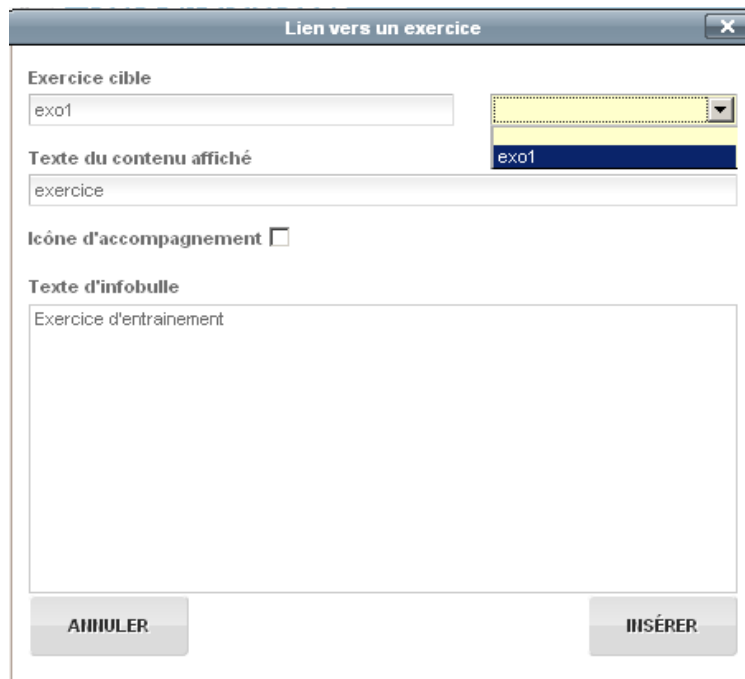 Lien vers un exercice
Exercice cible
exo1
exo1
Texte du contenu affiché
exercice
Icône d'accompagnement
Texte d'infobulle
Exercice d'entrainement
ANNULER
INSÉRER